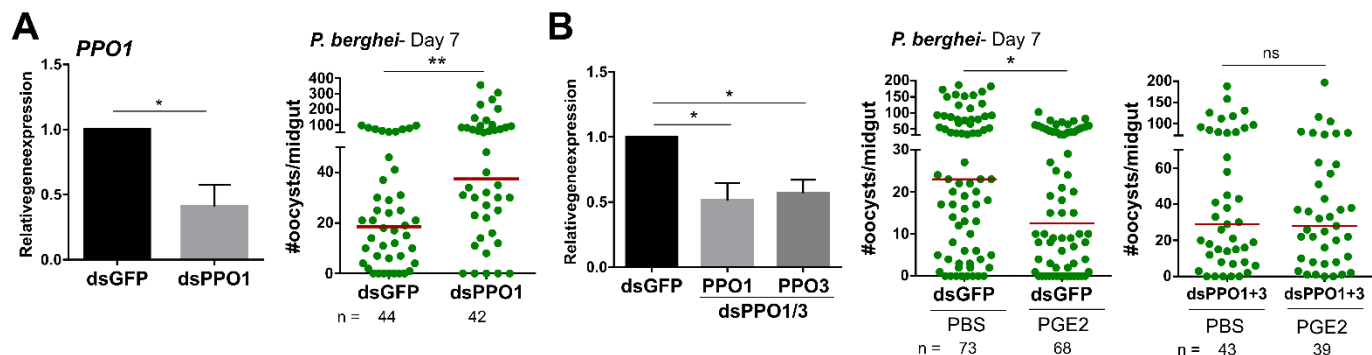 A
PPO1
Relativegeneexpression
1.5
1.0
0.5
0.0
*
dsGFP
dsPPO1
P. berghei- Day 7
**
#oocysts/midgut
400
300
200
100
40
20
0
dsGFP
dsPPO1
n =
44
42
B
Relativegeneexpression
1.5
1.0
0.5
0.0
*
*
dsGFP
PPO1
PPO3
dsPPO1/3
P. berghei- Day 7
*
#oocysts/midgut
200
150
100
50
30
20
10
0
dsGFP
dsGFP
PBS
PGE2
n =
73
68
ns
#oocysts/midgut
200
150
100
60
40
20
0
dsPPO1+3
dsPPO1+3
PBS
PGE2
n =
43
39